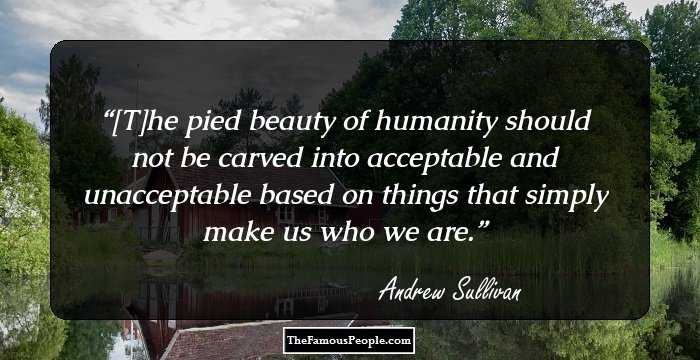 “[T]he pied beauty of humanity should
not be carved into acceptable and
unacceptable based on things that simply
make us who we are.”
Andrew Sullivan
TheFamousPeople.com